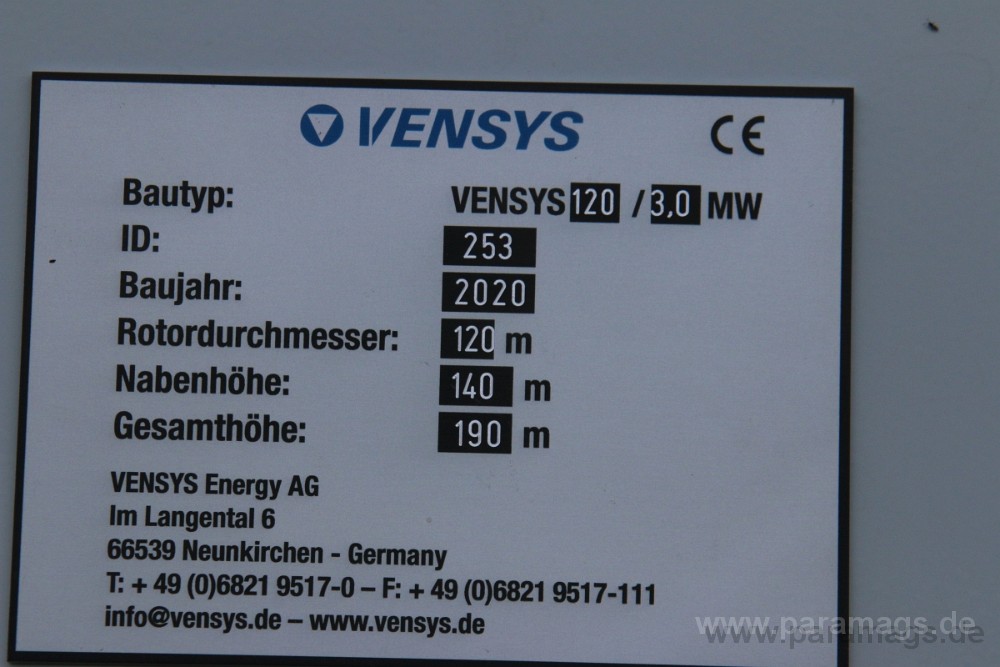 VENSYS CE
Bautyp: VENSYS 120 / 3,0 MW
ID: 253
Baujahr: 2020
Rotordurchmesser: 120 m
Nabenhöhe: 140 m
Gesamthöhe: 190 m
VENSYS Energy AG
Im Langental 6
66539 Neunkirchen - Germany
T: + 49 (0)6821 9517-0 – F: + 49 (0)6821 9517-111
info@vensys.de – www.vensys.de
www.paramags.de